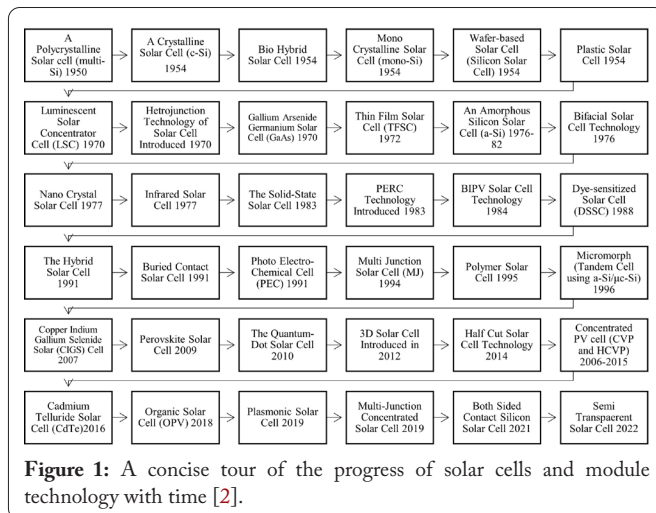 A
Polycrystalline
Solar cell (multi-
Si) 1950
A Crystalline
Solar Cell (c-Si)
1954
Bio Hybrid
Solar Cell 1954
Mono
Crystalline Solar
Cell (mono-Si)
1954
Wafer-based
Solar Cell
(Silicon Solar
Cell) 1954
Plastic Solar
Cell 1954
Luminescent
Solar
Concentrator
Cell (LSC) 1970
Hetrojunction
Technology of
Solar Cell
Introduced 1970
Gallium Arsenide
Germanium Solar
Cell (GaAs) 1970
Thin Film Solar
Cell (TFSC)
1972
An Amorphous
Silicon Solar
Cell (a-Si) 1976-
82
Bifacial Solar
Cell Technology
1976
Nano Crystal
Solar Cell 1977
Infrared Solar
Cell 1977
The Solid-State
Solar Cell 1983
PERC
Technology
Introduced 1983
BIPV Solar Cell
Technology
1984
Dye-sensitized
Solar Cell
(DSSC) 1988
The Hybrid
Solar Cell
1991
Buried Contact
Solar Cell 1991
Photo Electro-
Chemical Cell
(PEC) 1991
Multi Junction
Solar Cell (MJ)
1994
Polymer Solar
Cell 1995
Micromorph
(Tandem Cell
using a-Si/μc-Si)
1996
Copper Indium
Gallium Selenide
Solar (CIGS) Cell
2007
Perovskite Solar
Cell 2009
The Quantum-
Dot Solar Cell
2010
3D Solar Cell
Introduced in
2012
Half Cut Solar
Cell Technology
2014
Concentrated
PV cell (CVP
and HCVP)
2006-2015
Cadmium
Telluride Solar
Cell (CdTe)2016
Organic Solar
Cell (OPV) 2018
Plasmonic Solar
Cell 2019
Multi-Junction
Concentrated
Solar Cell 2019
Both Sided
Contact Silicon
Solar Cell 2021
Semi
Transpaerent
Solar Cell 2022
Figure 1: A concise tour of the progress of solar cells and module
technology with time [2].